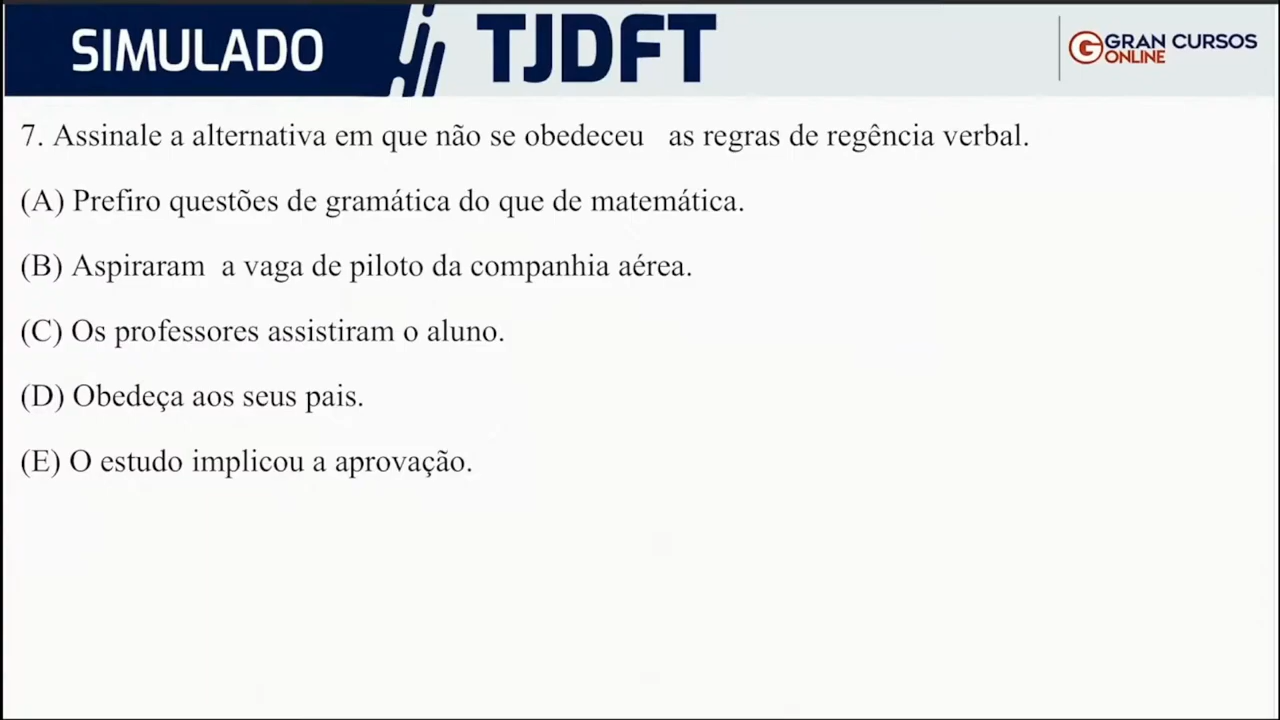 SIMULADO
TJDFT
GRAN CURSOS
ONLINE
7. Assinale a alternativa em que não se obedeceu as regras de regência verbal.
(A) Prefiro questões de gramática do que de matemática.
(B) Aspiraram a vaga de piloto da companhia aérea.
(C) Os professores assistiram o aluno.
(D) Obedeça aos seus pais.
(E) O estudo implicou a aprovação.